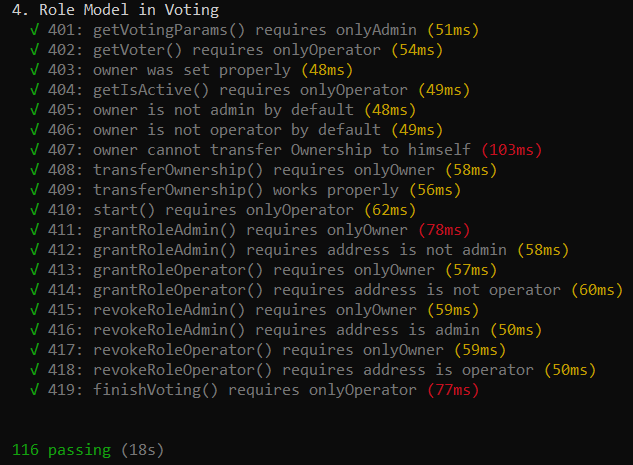 4. Role Model in Voting
√ 401: getVotingParams() requires onlyAdmin (51ms)
√ 402: getVoter() requires onlyOperator (54ms)
√ 403: owner was set properly (48ms)
√ 404: getIsActive() requires onlyOperator (49ms)
√ 405: owner is not admin by default (48ms)
√ 406: owner is not operator by default (49ms)
√ 407: owner cannot transfer Ownership to himself (103ms)
√ 408: transferOwnership() requires onlyOwner (58ms)
√ 409: transferOwnership() works properly (56ms)
√ 410: start() requires onlyOperator (62ms)
√ 411: grantRoleAdmin() requires onlyOwner (78ms)
√ 412: grantRoleAdmin() requires address is not admin (58ms)
√ 413: grantRoleOperator() requires onlyOwner (57ms)
√ 414: grantRoleOperator() requires address is not operator (60ms)
√ 415: revokeRoleAdmin() requires onlyOwner (59ms)
√ 416: revokeRoleAdmin() requires address is admin (50ms)
√ 417: revokeRoleOperator() requires onlyOwner (59ms)
√ 418: revokeRoleOperator() requires address is operator (50ms)
√ 419: finishVoting() requires onlyOperator (77ms)
116 passing (18s)